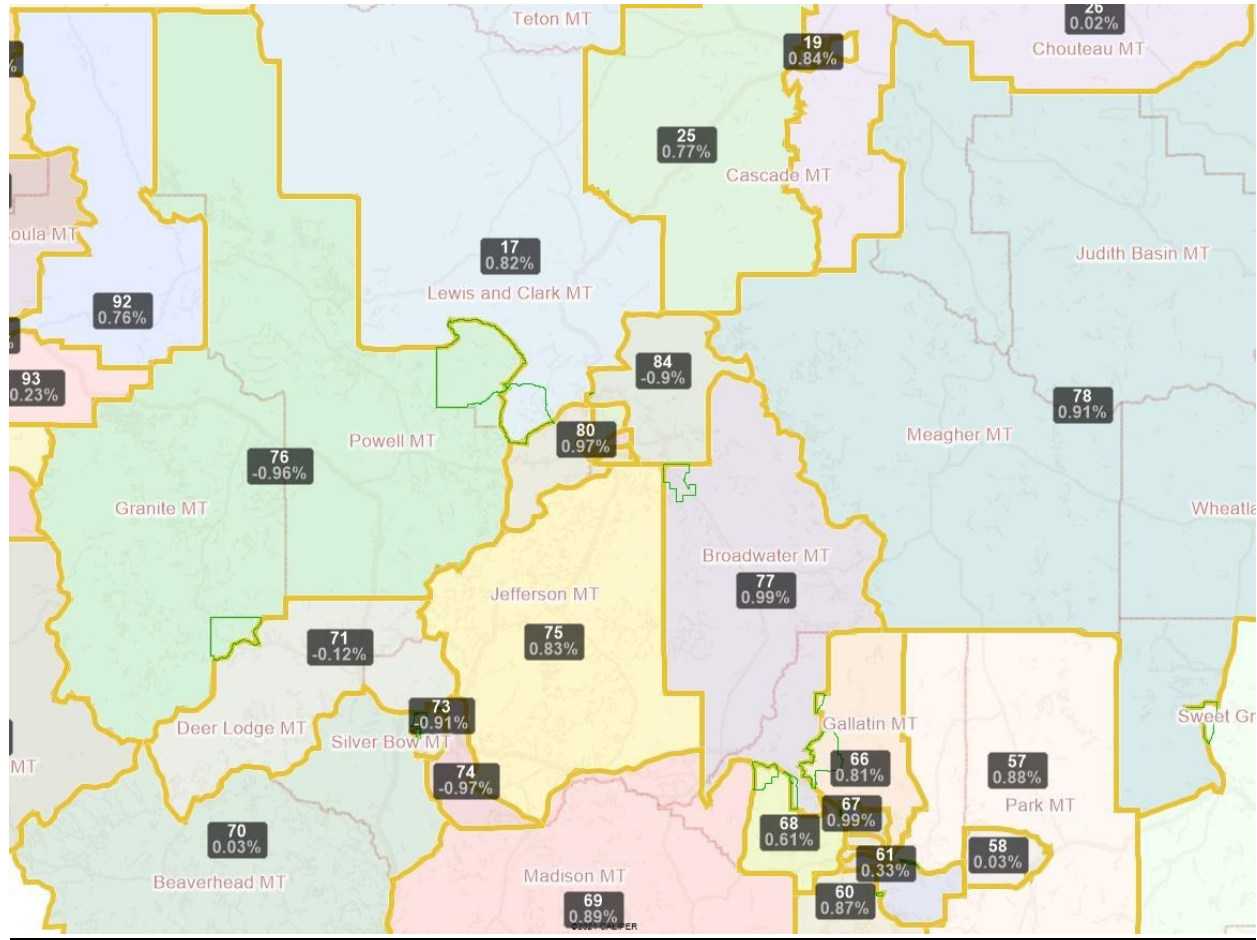 Teton MT
26
0.02%
Chouteau MT
19
0.84%
%
25
0.77%
Cascade MT
oula MT
17
0.82%
Lewis and Clark MT
Judith Basin MT
92
0.76%
93
0.23%
84
-0.9%
78
0.91%
80
0.97%
Meagher MT
Powell MT
76
-0.96%
Granite MT
Wheatla
Broadwater MT
77
0.99%
Jefferson MT
75
0.83%
71
-0.12%
Deer Lodge MT
73
-0.91%
Silver Bow MT
Gallatin MT
Sweet Gr
MT
74
-0.97%
66
0.81%
57
0.88%
Park MT
67
0.99%
68
0.61%
70
0.03%
Beaverhead MT
58
0.03%
61
0.33%
Madison MT
69
0.89%
60
0.87%
©2021 CALIPER